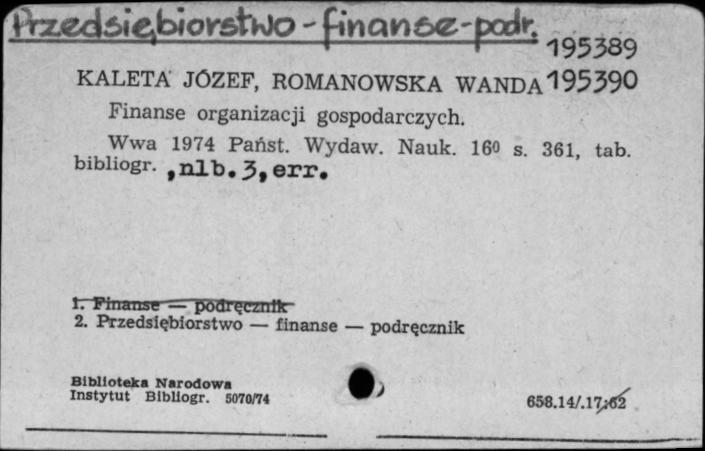 Przedsiębiorstwo - finanse - podr.
195389
KALETA JÓZEF, ROMANOWSKA WANDA 195390
Finanse organizacji gospodarczych.
Wwa 1974 Państ. Wydaw. Nauk. 16⁰ s. 361, tab.
bibliogr. , nlb. 3, err.
1. Finanse — podręcznik
2. Przedsiębiorstwo — finanse — podręcznik
Biblioteka Narodowa
Instytut Bibliogr. 5070/74
658.14/.17:62